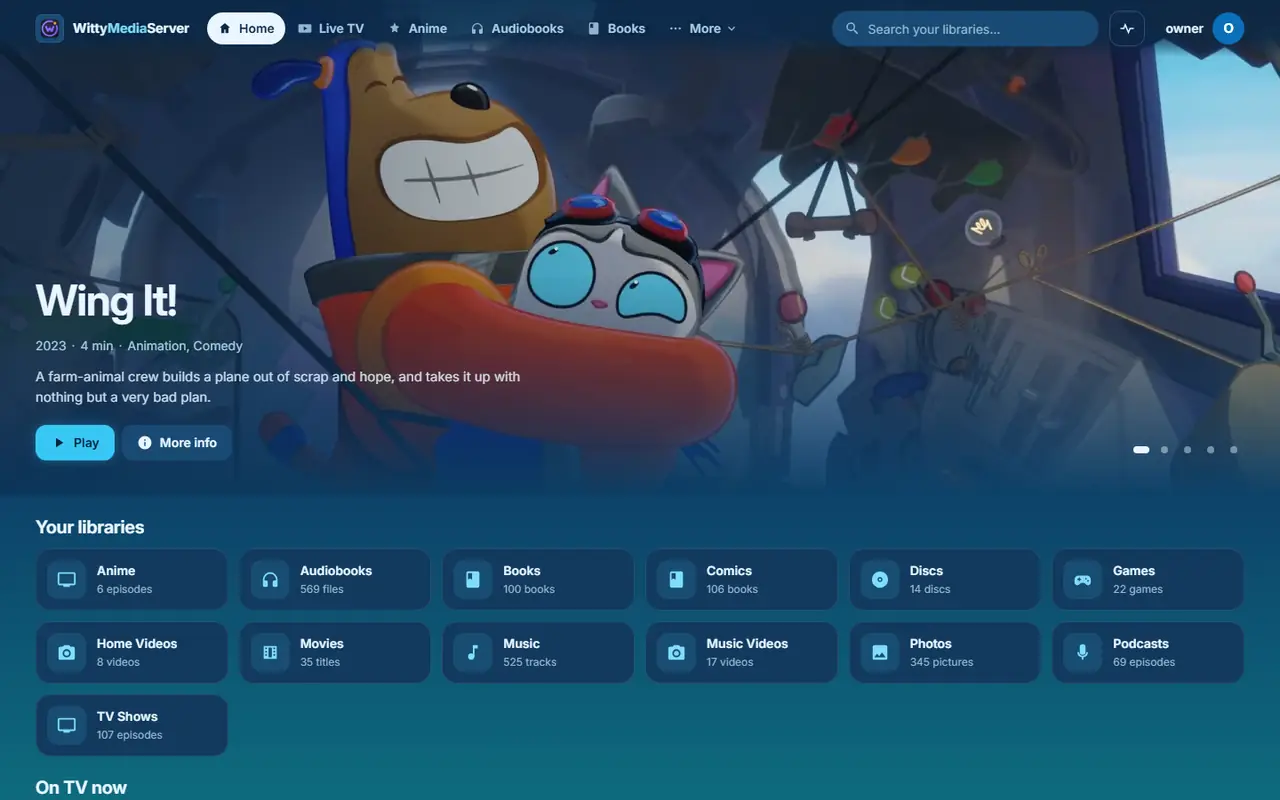 WittyMediaServer
Home
Live TV
Anime
Audiobooks
Books
More
Search your libraries...
owner
O
Wing It!
2023 · 4 min · Animation, Comedy
A farm-animal crew builds a plane out of scrap and hope, and takes it up with
nothing but a very bad plan.
Play
More info
Your libraries
Anime
6 episodes
Audiobooks
569 files
Books
100 books
Comics
106 books
Discs
14 discs
Games
22 games
Home Videos
8 videos
Movies
35 titles
Music
525 tracks
Music Videos
17 videos
Photos
345 pictures
Podcasts
69 episodes
TV Shows
107 episodes
On TV now